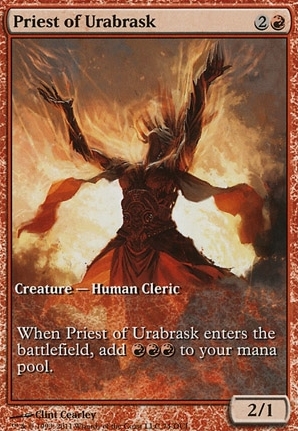 Priest of Urabrask 2
Creature — Human Cleric
When Priest of Urabrask enters the
battlefield, add to your mana
pool.
Clint Cearley
2/1